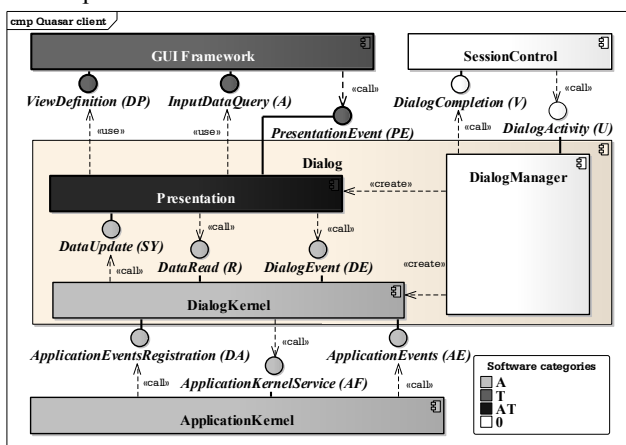 cmp Quasar client
GUI Framework
SessionControl
«call»
«call»
ViewDefinition (DP)
InputDataQuery (A)
DialogCompletion (V)
«use»
«use»
PresentationEvent (PE)
«call»
DialogActivity (U)
Dialog
DialogManager
«create»
Presentation
«call»
«call»
DataUpdate (SY)
DataRead (R)
DialogEvent (DE)
«call»
«create»
DialogKernel
«call»
ApplicationEventsRegistration (DA)
ApplicationEvents (AE)
«call»
ApplicationKernelService (AF)
«call»
ApplicationKernel
Software categories
A
T
AT
0